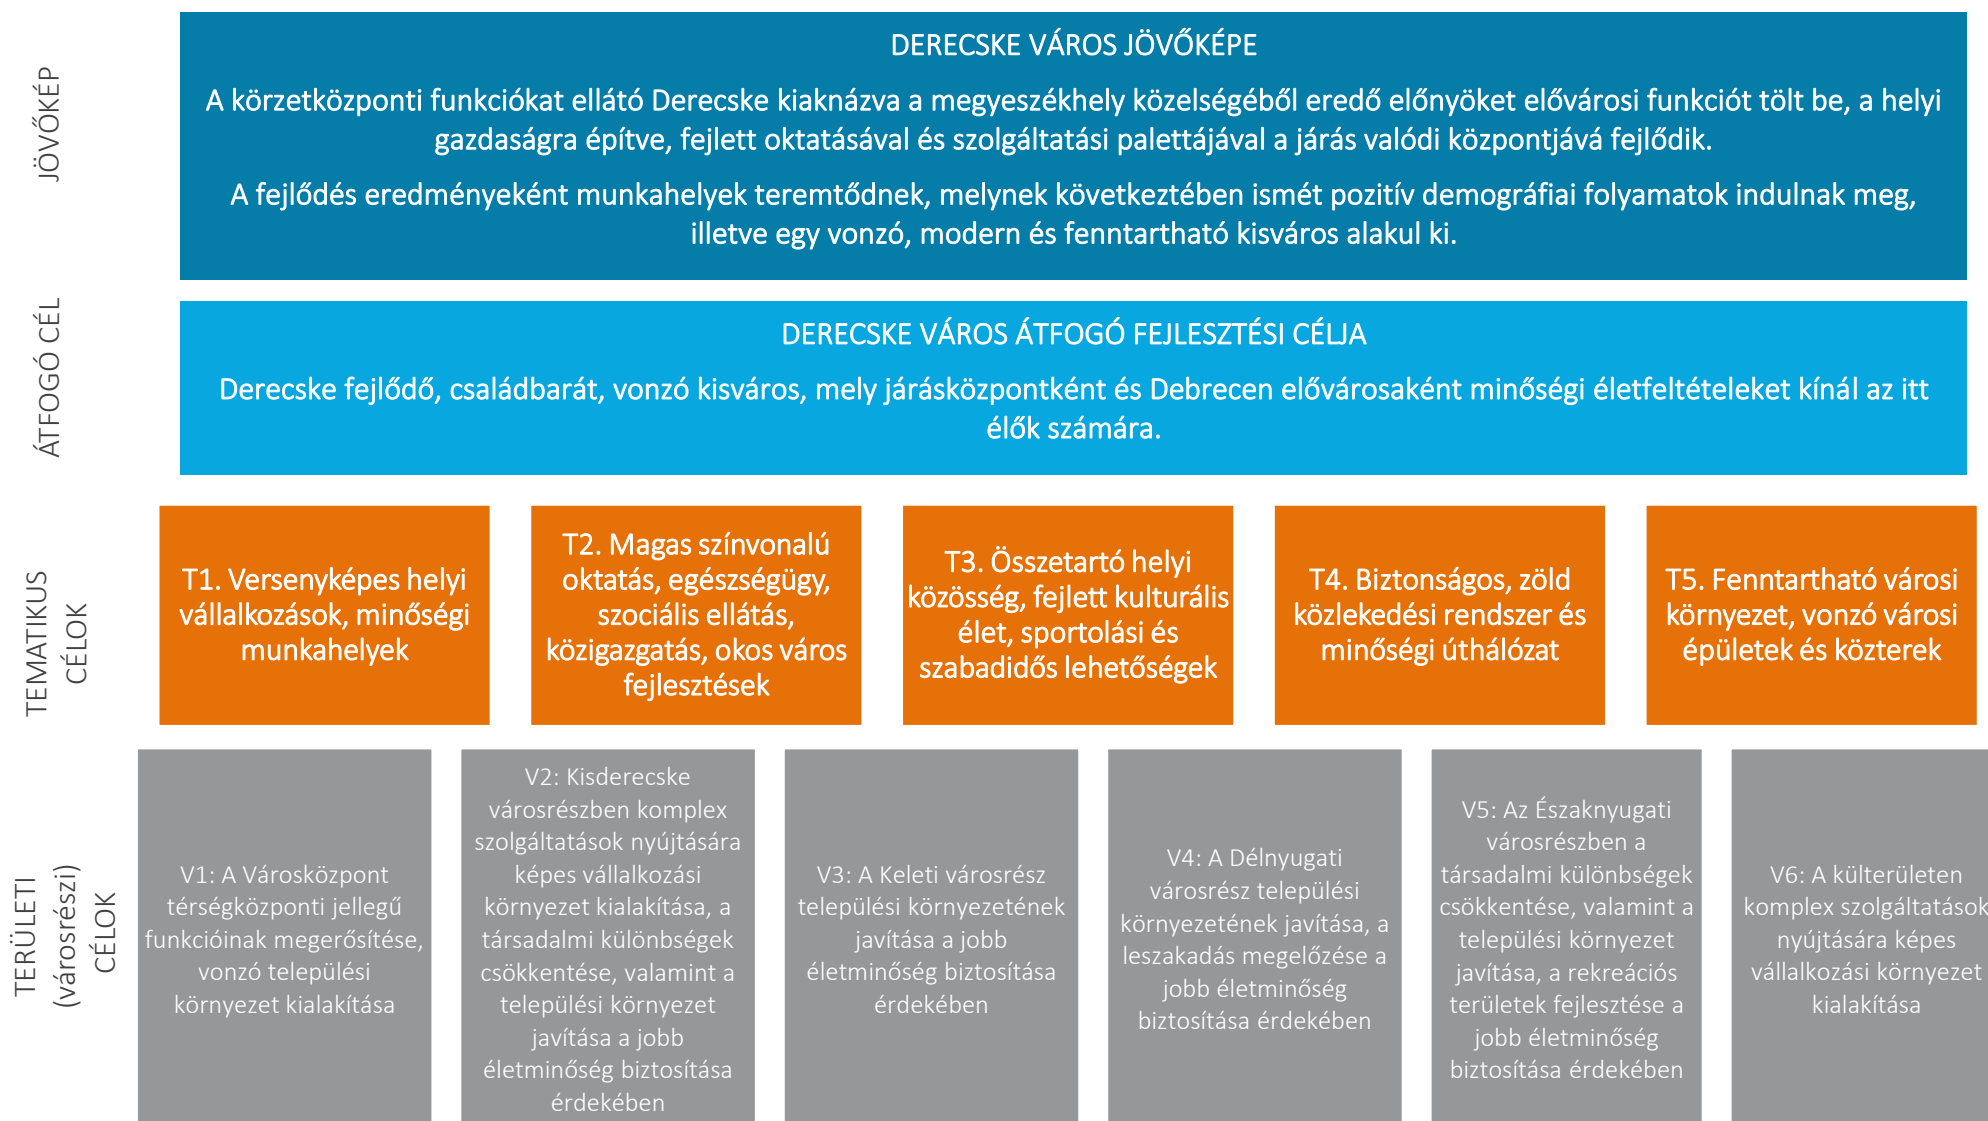 JÖVŐKÉP
DERECSKE VÁROS JÖVŐKÉPE
A körzetközponti funkciókat ellátó Derecske kiaknázva a megyeszékhely közelségéből eredő előnyöket elővárosi funkciót tölt be, a helyi
gazdaságra építve, fejlett oktatásával és szolgáltatási palettájával a járás valódi központjává fejlődik.
A fejlődés eredményeként munkahelyek teremtődnek, melynek következtében ismét pozitív demográfiai folyamatok indulnak meg,
illetve egy vonzó, modern és fenntartható kisváros alakul ki.
ÁTFOGÓ CÉL
DERECSKE VÁROS ÁTFOGÓ FEJLESZTÉSI CÉLJA
Derecske fejlődő, családbarát, vonzó kisváros, mely járásközpontként és Debrecen elővárosaként minőségi életfeltételeket kínál az itt
élők számára.
TEMATIKUS
CÉLOK
T1. Versenyképes helyi
vállalkozások, minőségi
munkahelyek
T2. Magas színvonalú
oktatás, egészségügy,
szociális ellátás,
közigazgatás, okos város
fejlesztések
T3. Összetartó helyi
közösség, fejlett kulturális
élet, sportolási és
szabadidős lehetőségek
T4. Biztonságos, zöld
közlekedési rendszer és
minőségi úthálózat
T5. Fenntartható városi
környezet, vonzó városi
épületek és közterek
TERÜLETI
(városrészi)
CÉLOK
V1: A Városközpont
térségközponti jellegű
funkcióinak megerősítése,
vonzó települési
környezet kialakítása
V2: Kisderecske
városrészben komplex
szolgáltatások nyújtására
képes vállalkozási
környezet kialakítása, a
társadalmi különbségek
csökkentése, valamint a
települési környezet
javítása a jobb
életminőség biztosítása
érdekében
V3: A Keleti városrész
települési környezetének
javítása a jobb
életminőség biztosítása
érdekében
V4: A Délnyugati
városrész települési
környezetének javítása, a
leszakadás megelőzése a
jobb életminőség
biztosítása érdekében
V5: Az Északnyugati
városrészben a
társadalmi különbségek
csökkentése, valamint a
települési környezet
javítása, a rekreációs
területek fejlesztése a
jobb életminőség
biztosítása érdekében
V6: A külterületen
komplex szolgáltatások
nyújtására képes
vállalkozási környezet
kialakítása